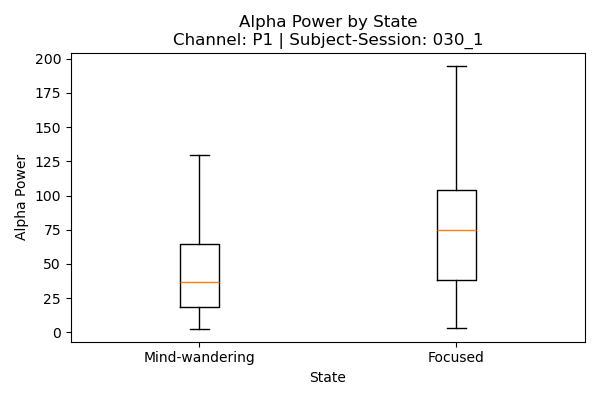 Alpha Power by State
Channel: P1 | Subject-Session: 030_1
200
175
150
125
100
75
50
25
0
Alpha Power
Mind-wandering
Focused
State